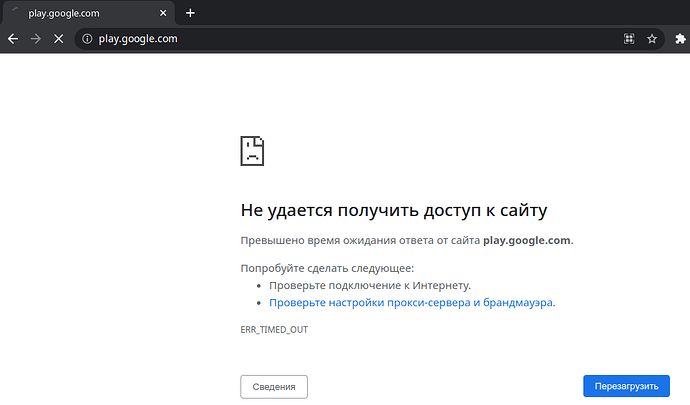 play.google.com
play.google.com
Не удается получить доступ к сайту
Превышено время ожидания ответа от сайта play.google.com.
Попробуйте сделать следующее:
Проверьте подключение к Интернету.
Проверьте настройки прокси-сервера и брандмауэра.
ERR_TIMED_OUT
Сведения
Перезагрузить